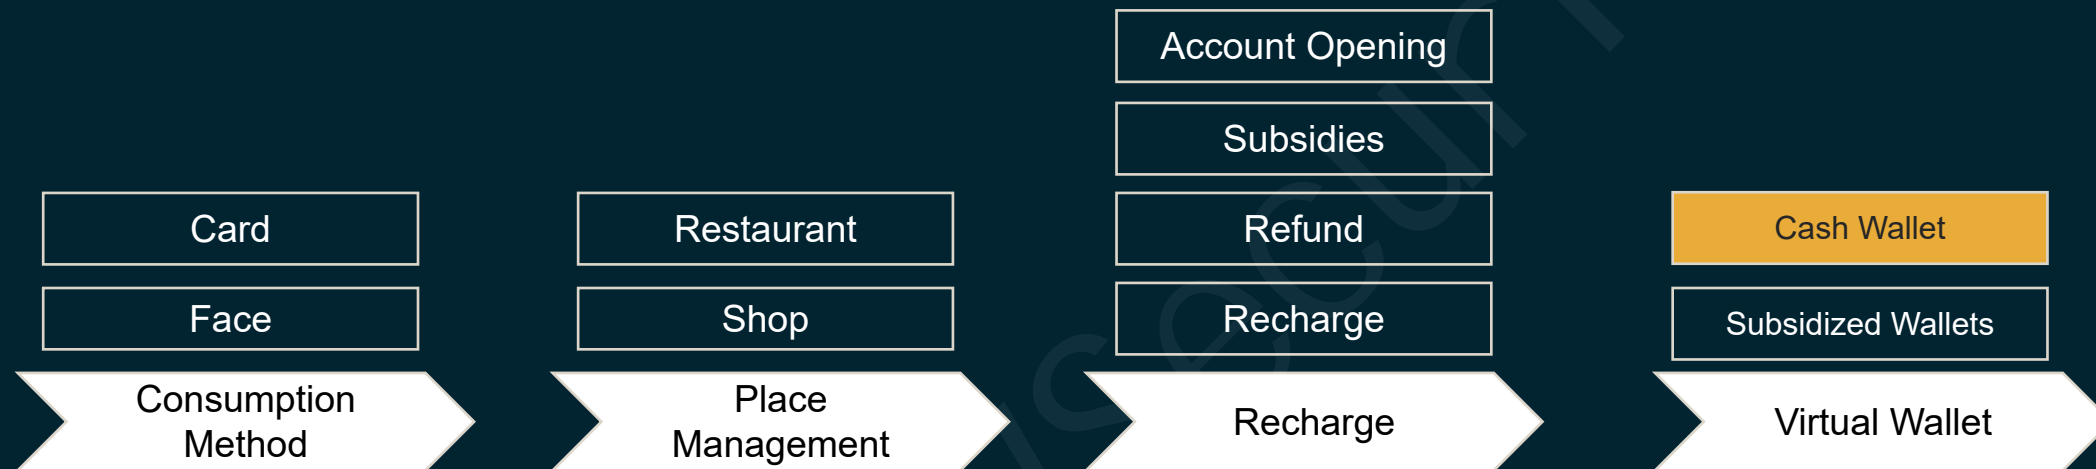 Card
Face
Consumption
Method
Restaurant
Shop
Place
Management
Account Opening
Subsidies
Refund
Recharge
Recharge
Cash Wallet
Subsidized Wallets
Virtual Wallet